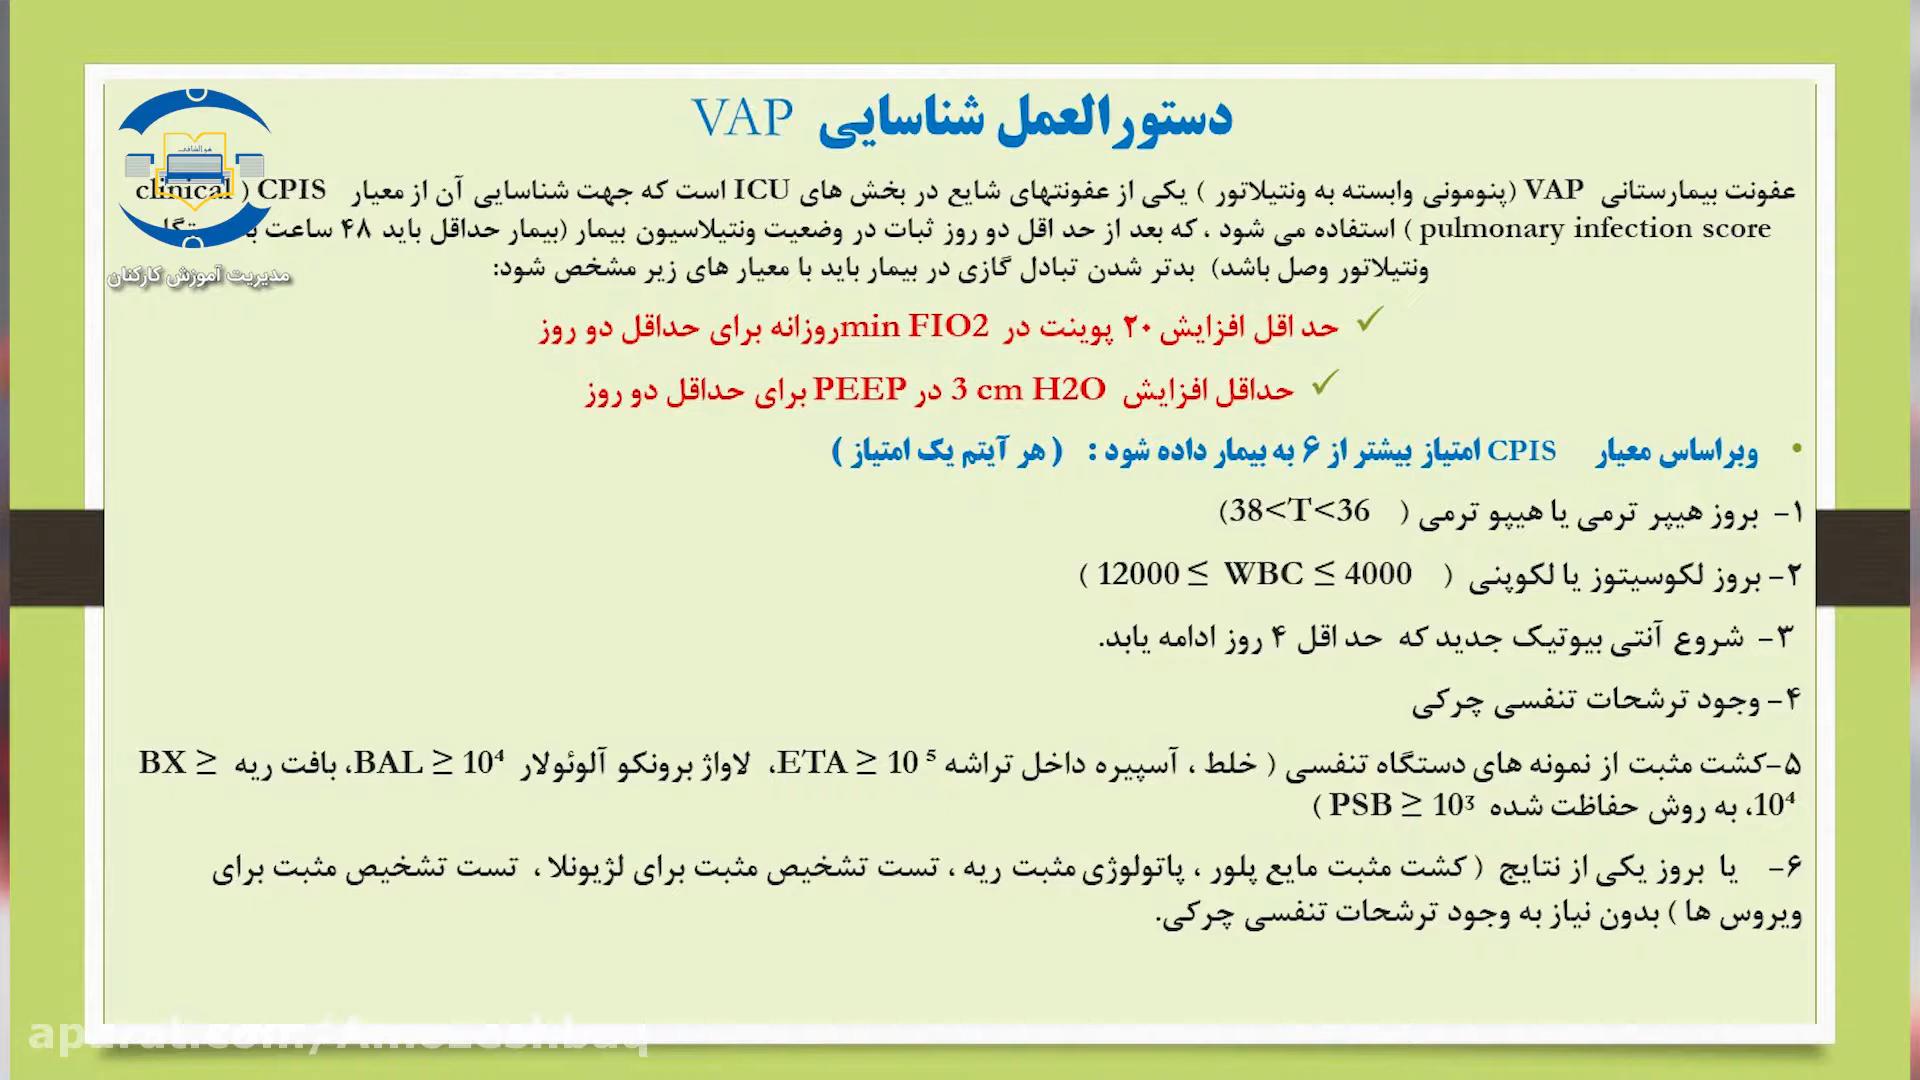 دستورالعمل شناسایی VAP
عفونت بیمارستانی VAP (پنومونی وابسته به ونتیلاتور ) یکی از عفونتهای شایع در بخش های ICU است که جهت شناسایی آن از معیار CPIS ( clinical
pulmonary infection score ) استفاده می شود ، که بعد از حد اقل دو روز ثبات در وضعیت ونتیلاسیون بیمار (بیمار حداقل باید ۴۸ ساعت
ونتیلاتور وصل باشد) بدتر شدن تبادل گازی در بیمار باید با معیار های زیر مشخص شود:
✓ حد اقل افزایش ۲۰ پوینت در min FIO2روزانه برای حداقل دو روز
✓ حداقل افزایش 3 cm H2O در PEEP برای حداقل دو روز
• وبراساس معیار CPIS امتیاز بیشتر از ۶ به بیمار داده شود : ( هر آیتم یک امتیاز )
۱- بروز هیپر ترمی یا هیپو ترمی ( 38<T<36)
۲- بروز لکوسیتوز یا لکوپنی ( 12000 ≤ WBC ≤ 4000 )
۳- شروع آنتی بیوتیک جدید که حد اقل ۴ روز ادامه یابد.
۴- وجود ترشحات تنفسی چرکی
۵-کشت مثبت از نمونه های دستگاه تنفسی ( خلط ، آسپیره داخل تراشه ETA ≥ 10 ⁵، لاواژ برونکو آلوئولار BAL ≥ 10⁴، بافت ریه BX ≥
10⁴، به روش حفاظت شده PSB ≥ 10³ )
۶- یا بروز یکی از نتایج ( کشت مثبت مایع پلور ، پاتولوژی مثبت ریه ، تست تشخیص مثبت برای لژیونلا ، تست تشخیص مثبت برای
ویروس ها ) بدون نیاز به وجود ترشحات تنفسی چرکی.
هوالشافی
مدیریت آموزش کارکنان